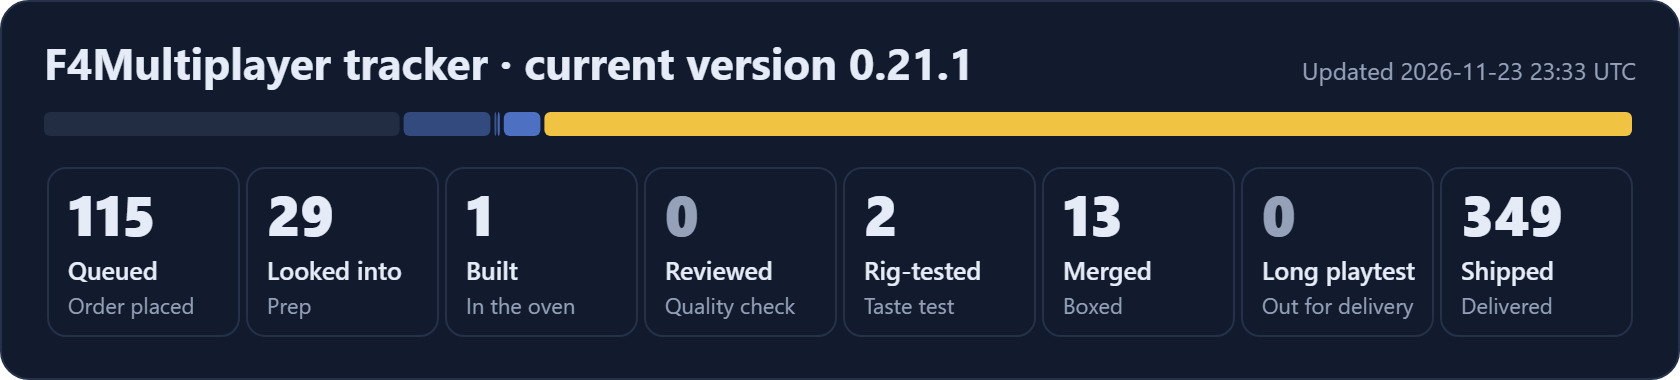 F4Multiplayer tracker · current version 0.21.1
Updated 2026-11-23 23:33 UTC
115
Queued
Order placed
29
Looked into
Prep
1
Built
In the oven
0
Reviewed
Quality check
2
Rig-tested
Taste test
13
Merged
Boxed
0
Long playtest
Out for delivery
349
Shipped
Delivered